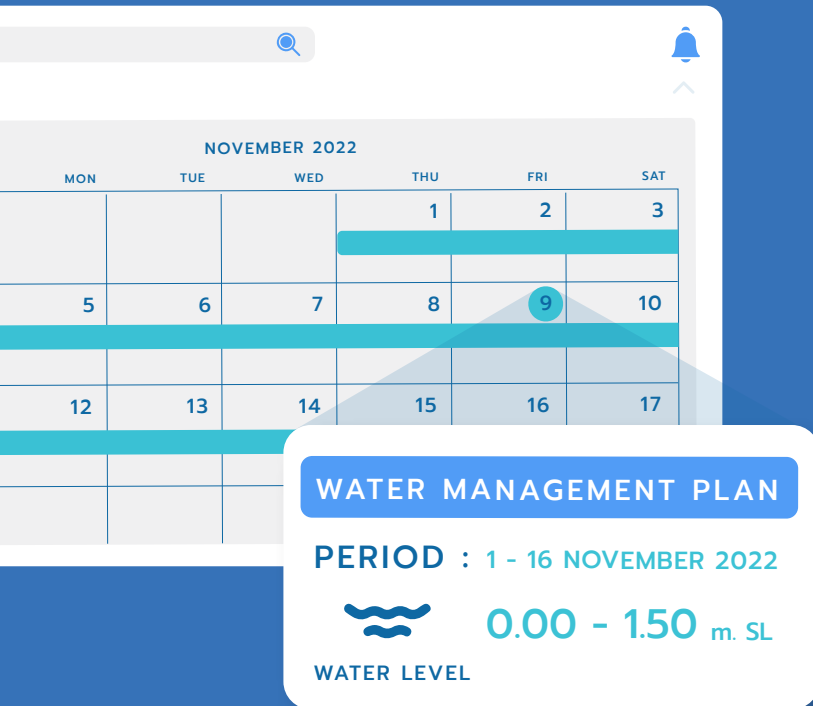 NOVEMBER 2022
MON TUE WED THU FRI SAT
1 2 3
5 6 7 8 9 10
12 13 14 15 16 17
WATER MANAGEMENT PLAN
PERIOD : 1 - 16 NOVEMBER 2022
0.00 - 1.50 m. SL
WATER LEVEL